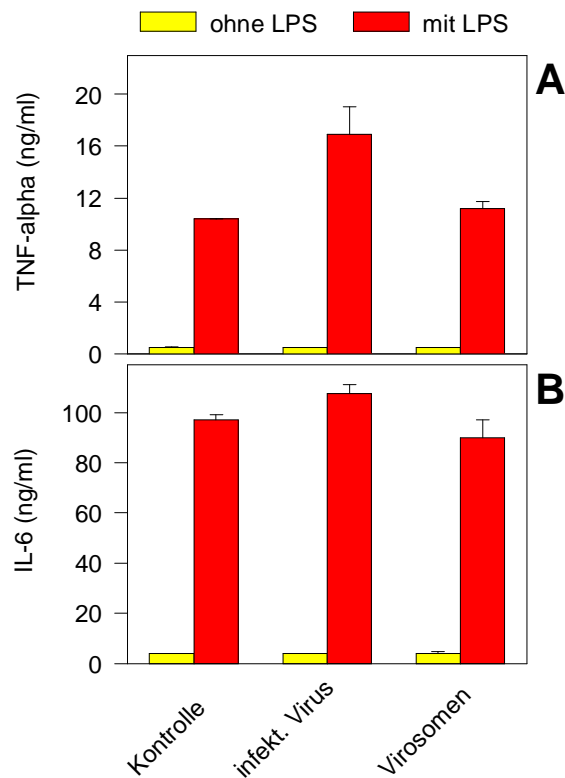 ohne LPS mit LPS
A
TNF-alpha (ng/ml)
20
16
12
8
4
0
B
IL-6 (ng/ml)
100
80
60
40
20
0
Kontrolle
infekt. Virus
Virosomen